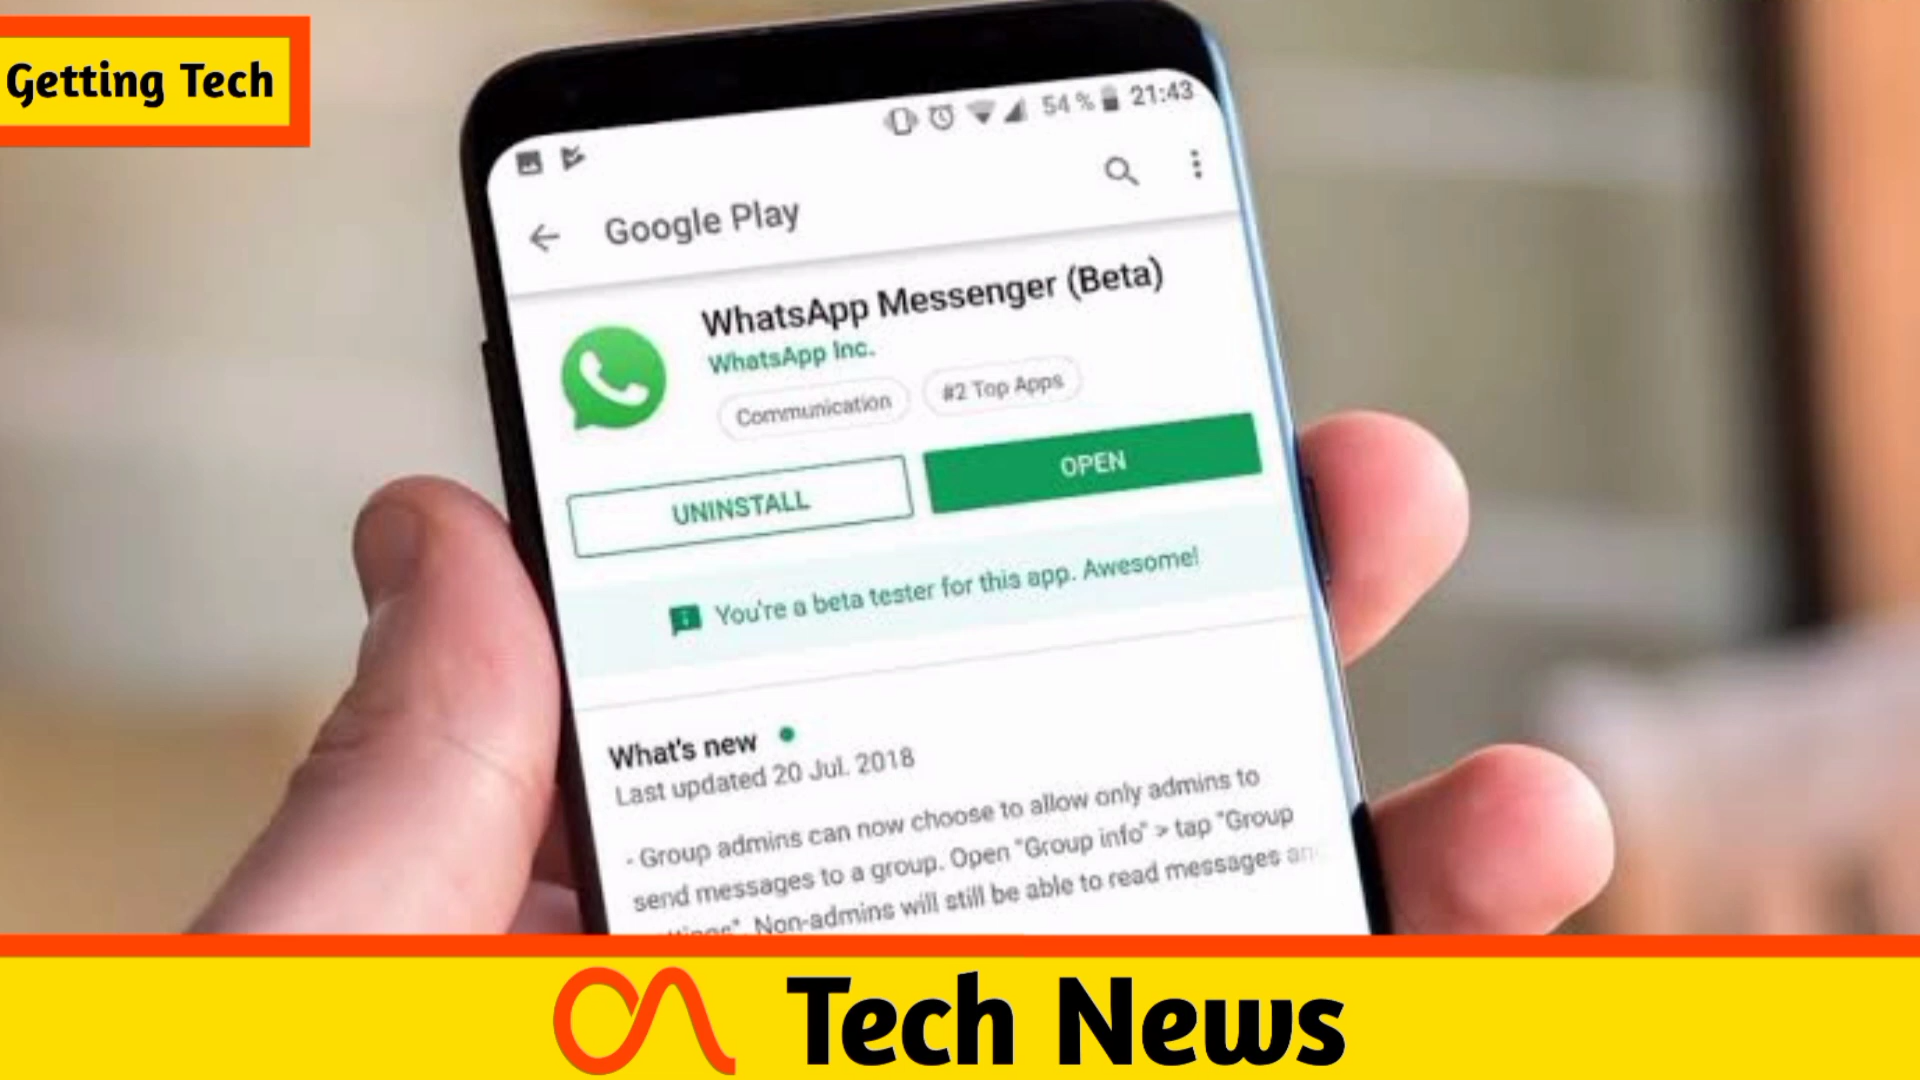 Getting Tech
54 % 21:43
Google Play
WhatsApp Messenger (Beta)
WhatsApp Inc.
Communication #2 Top Apps
UNINSTALL OPEN
You're a beta tester for this app. Awesome!
What's new
Last updated 20 Jul. 2018
- Group admins can now choose to allow only admins to
send messages to a group. Open "Group info" > tap "Group
Non-admins will still be able to read messages
Tech News